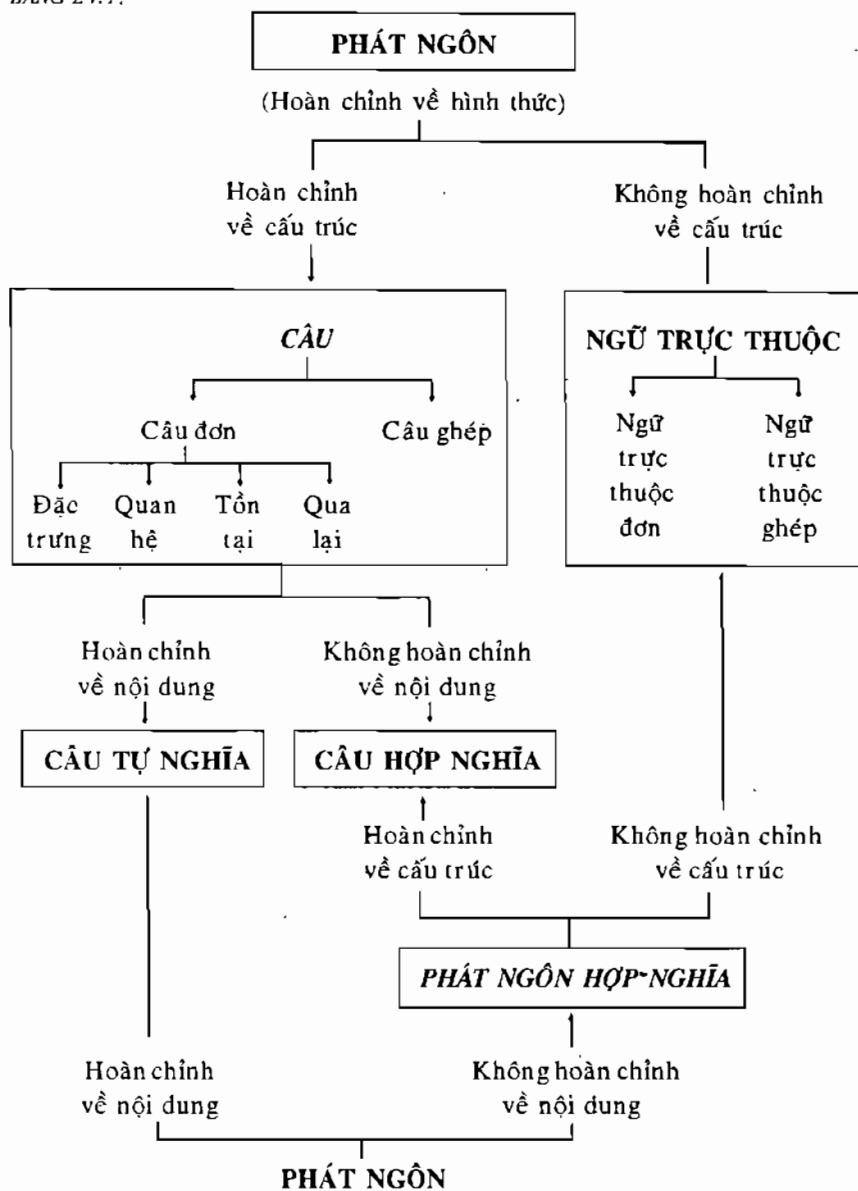 PHÁT NGÔN
(Hoàn chỉnh về hình thức)
Hoàn chỉnh
về cấu trúc
Không hoàn chỉnh
về cấu trúc
CÂU
Câu đơn
Câu ghép
Đặc
trưng
Quan
hệ
Tồn
tại
Qua
lại
NGỮ TRỰC THUỘC
Ngữ
trực
thuộc
đơn
Ngữ
trực
thuộc
ghép
Hoàn chỉnh
về nội dung
Không hoàn chỉnh
về nội dung
CÂU TỰ NGHĨA
CÂU HỢP NGHĨA
Hoàn chỉnh
về cấu trúc
Không hoàn chỉnh
về cấu trúc
PHÁT NGÔN HỢP-NGHĨA
Hoàn chỉnh
về nội dung
Không hoàn chỉnh
về nội dung
PHÁT NGÔN